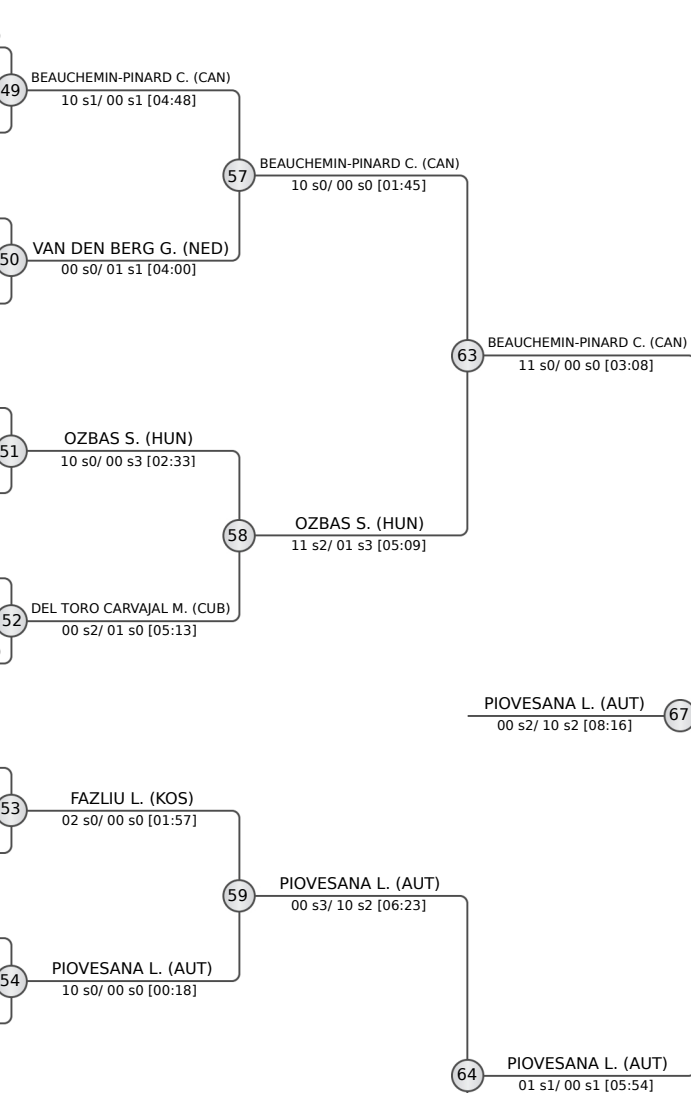 49
BEAUCHEMIN-PINARD C. (CAN)
10 s1/ 00 s1 [04:48]
57
BEAUCHEMIN-PINARD C. (CAN)
10 s0/ 00 s0 [01:45]
50
VAN DEN BERG G. (NED)
00 s0/ 01 s1 [04:00]
63
BEAUCHEMIN-PINARD C. (CAN)
11 s0/ 00 s0 [03:08]
51
OZBAS S. (HUN)
10 s0/ 00 s3 [02:33]
58
OZBAS S. (HUN)
11 s2/ 01 s3 [05:09]
52
DEL TORO CARVAJAL M. (CUB)
00 s2/ 01 s0 [05:13]
PIOVESANA L. (AUT)
00 s2/ 10 s2 [08:16]
67
53
FAZLIU L. (KOS)
02 s0/ 00 s0 [01:57]
59
PIOVESANA L. (AUT)
00 s3/ 10 s2 [06:23]
54
PIOVESANA L. (AUT)
10 s0/ 00 s0 [00:18]
64
PIOVESANA L. (AUT)
01 s1/ 00 s1 [05:54]